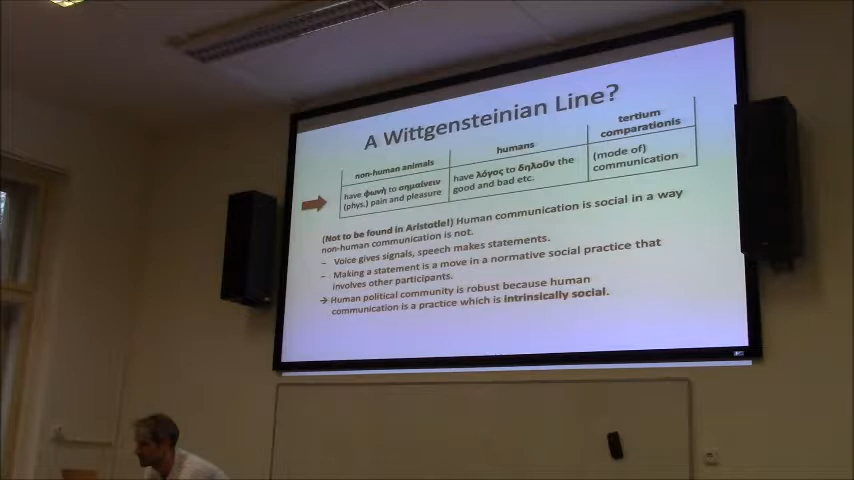 A Wittgensteinian Line?
non-human animals humans tertium comparationis
have φωνή to σημαίνειν (phys.) pain and pleasure
have λόγος to δηλοῦν the good and bad etc.
(mode of) communication
(Not to be found in Aristotle!) Human communication is social in a way
non-human communication is not.
– Voice gives signals, speech makes statements.
– Making a statement is a move in a normative social practice that
involves other participants.
→ Human political community is robust because human
communication is a practice which is intrinsically social.